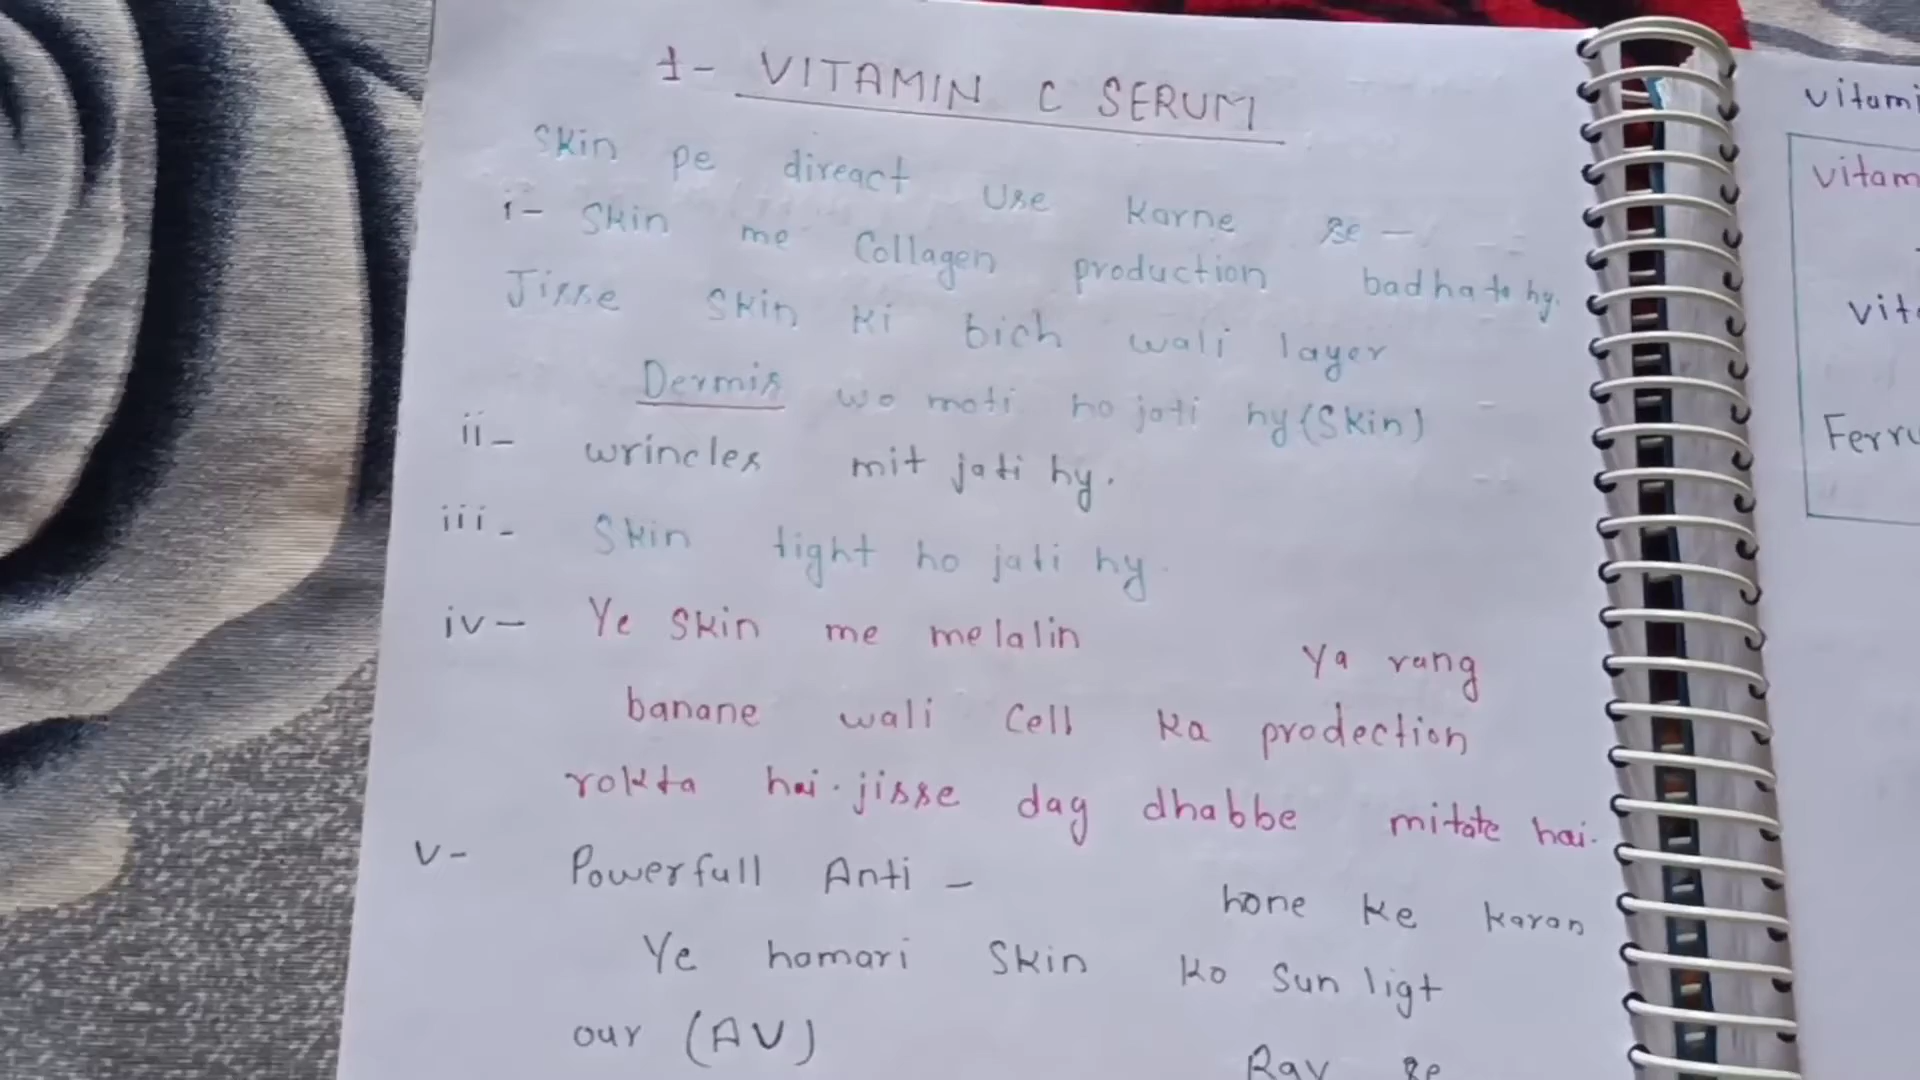 1- VITAMIN C SERUM
Skin pe direact use karne se -
i- Skin me Collagen production badhate hy.
Jisse skin ki bich wali layer
Dermis wo moti ho jati hy (Skin)
ii- wrincles mit jati hy.
iii- Skin tight ho jati hy.
iv- Ye skin me melalin ya rang
banane wali cell ka prodection
rokta hai. jisse dag dhabbe mitate hai.
v- Powerfull Anti - hone ke karan
Ye hamari skin ko sun ligt
our (AV) Ray se
vitam
Ferr